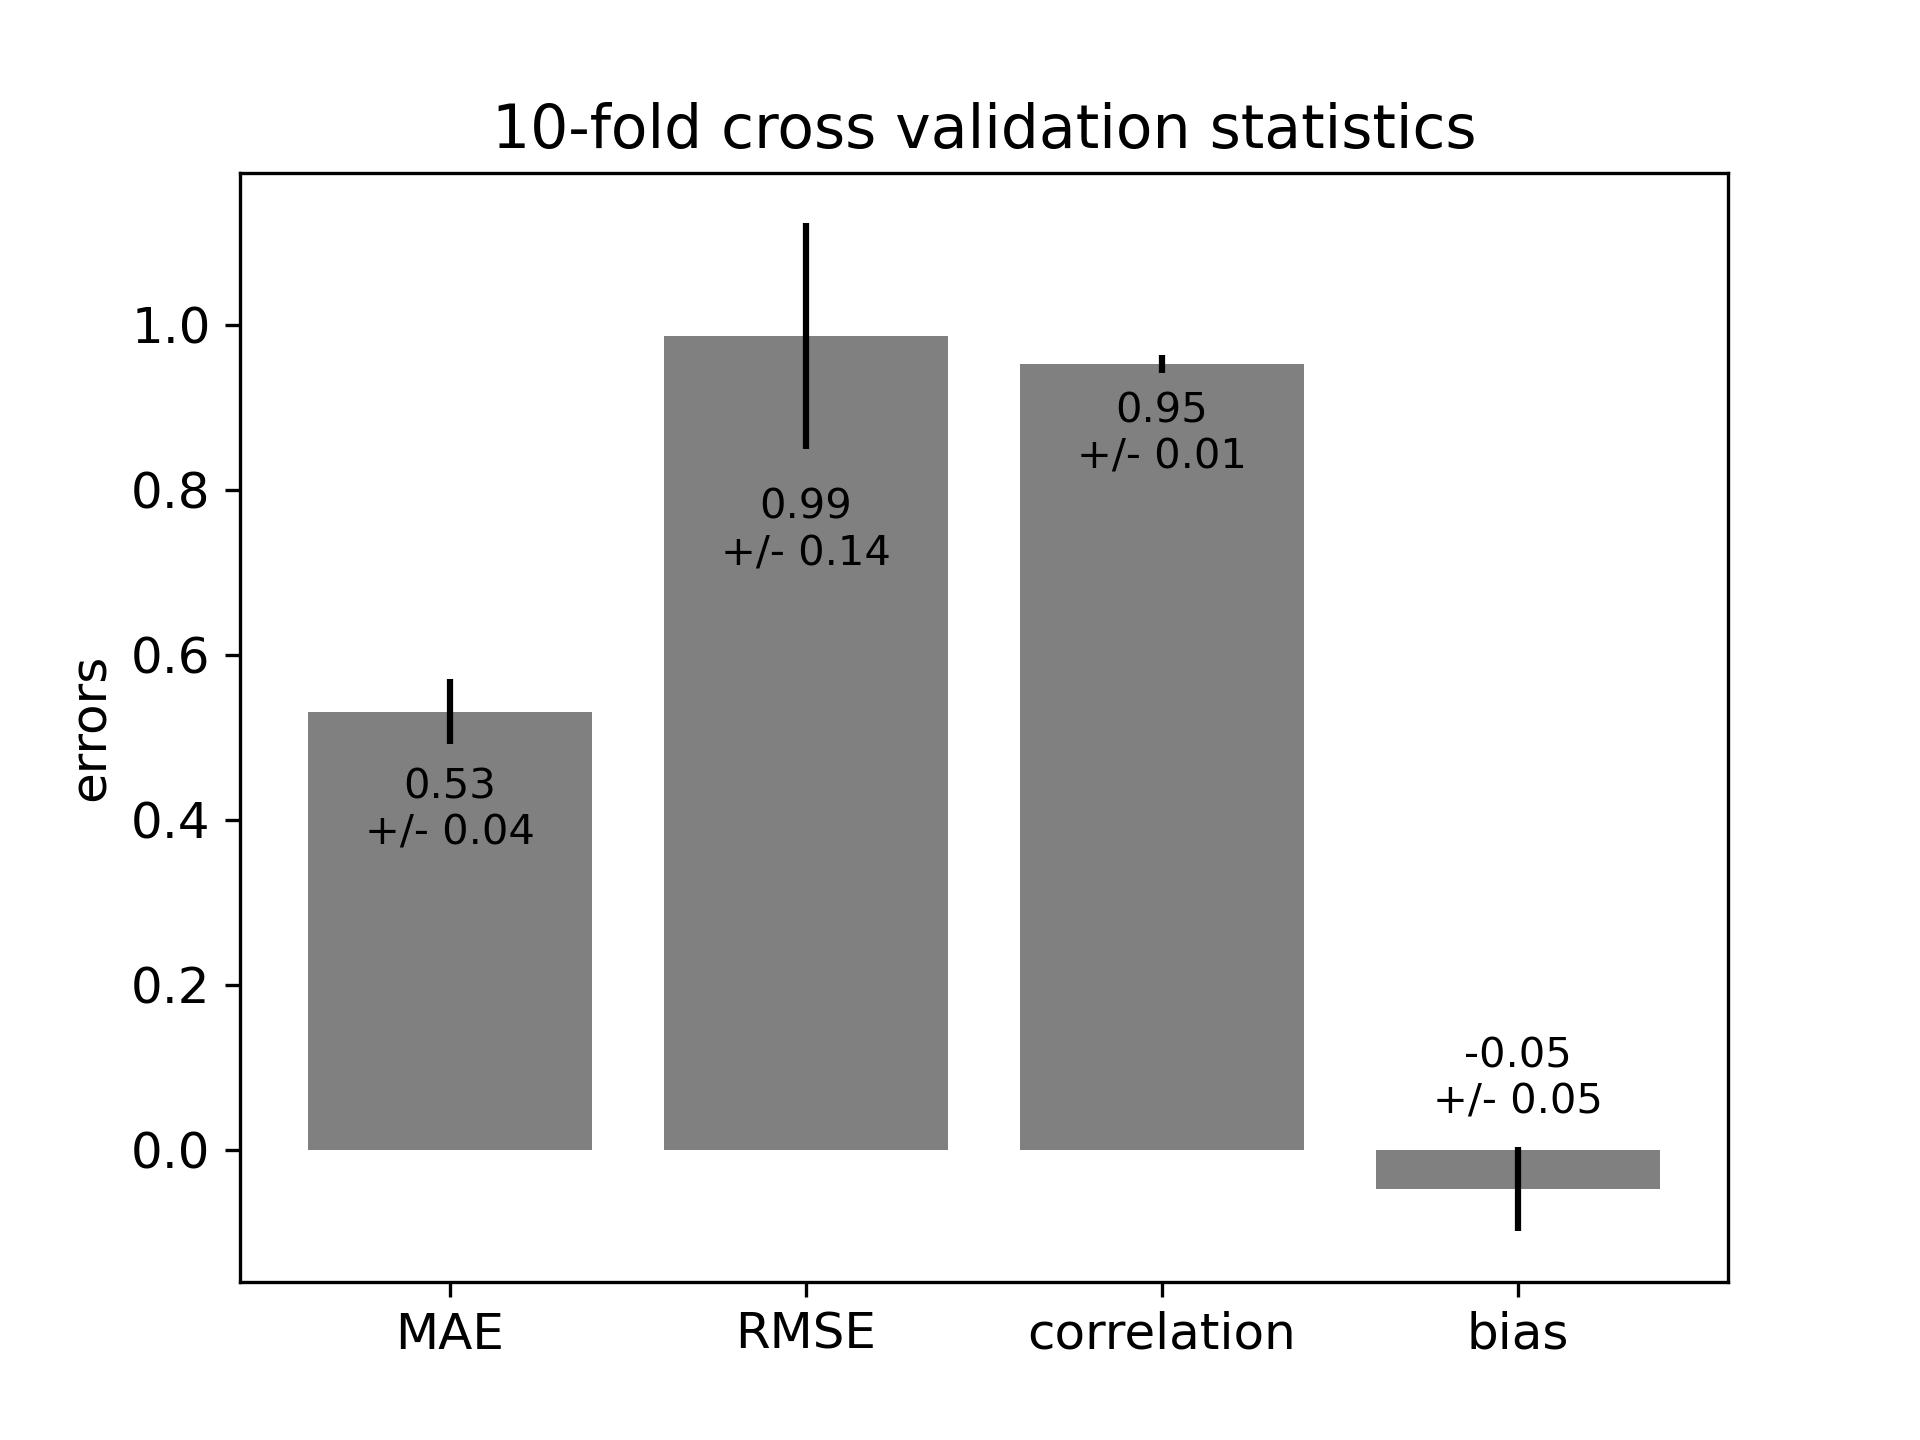 10-fold cross validation statistics
errors
1.0
0.8
0.6
0.4
0.2
0.0
0.53
+/- 0.04
0.99
+/- 0.14
0.95
+/- 0.01
-0.05
+/- 0.05
MAE
RMSE
correlation
bias